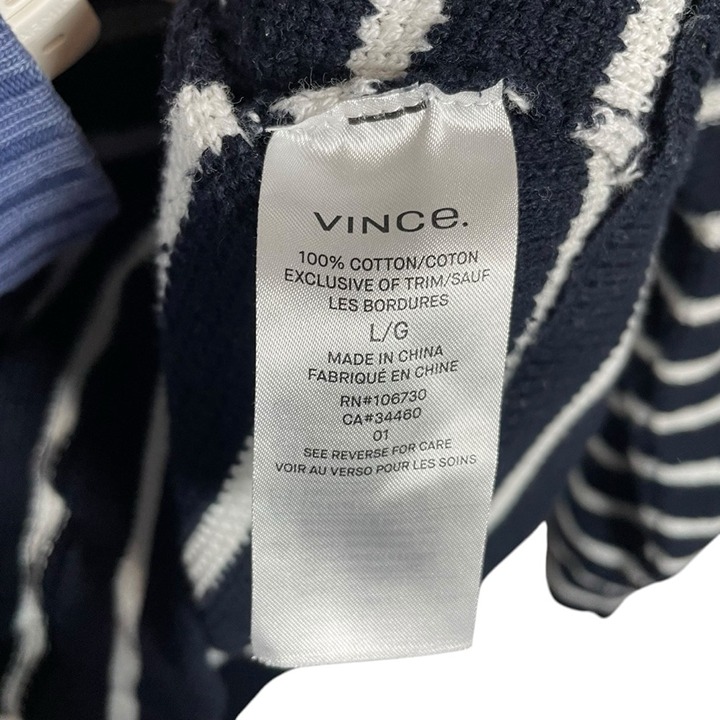 VINCe.
100% COTTON/COTON
EXCLUSIVE OF TRIM/SAUF
LES BORDURES
L/G
MADE IN CHINA
FABRIQUÉ EN CHINE
RN#106730
CA#34460
01
SEE REVERSE FOR CARE
VOIR AU VERSO POUR LES SOINS